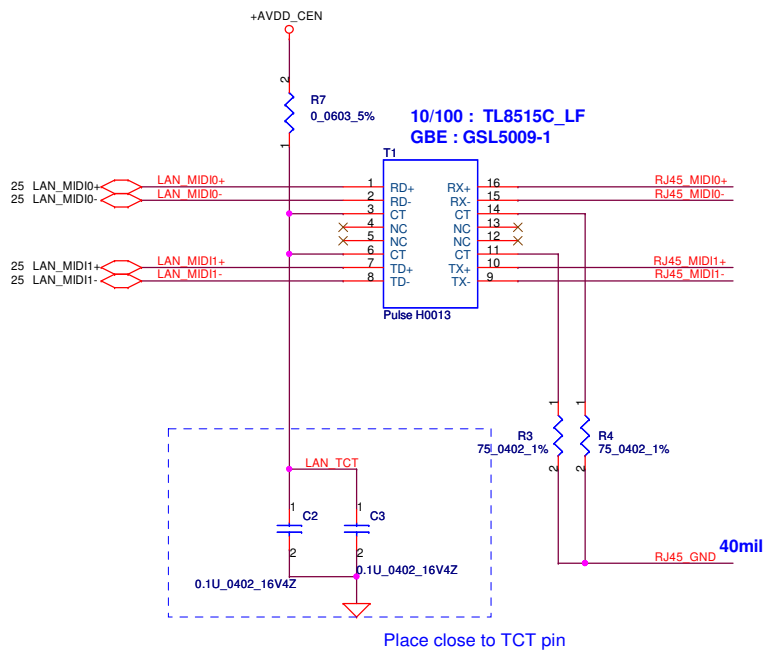 +AVDD_CEN
2
R7
0_0603_5%
1
10/100 : TL8515C_LF
GBE : GSL5009-1
T1
25 LAN_MIDI0+ LAN_MIDI0+ 1 RD+ RX+ 16 RJ45_MIDI0+
25 LAN_MIDI0- LAN_MIDI0- 2 RD- RX- 15 RJ45_MIDI0-
3 CT CT 14
4 NC NC 13
5 NC NC 12
6 CT CT 11
25 LAN_MIDI1+ LAN_MIDI1+ 7 TD+ TX+ 10 RJ45_MIDI1+
25 LAN_MIDI1- LAN_MIDI1- 8 TD- TX- 9 RJ45_MIDI1-
Pulse H0013
1 1
R3 R4
75_0402_1% 75_0402_1%
2 2
LAN_TCT
1 1
C2 C3
2 2
0.1U_0402_16V4Z 0.1U_0402_16V4Z
RJ45_GND 40mil
Place close to TCT pin